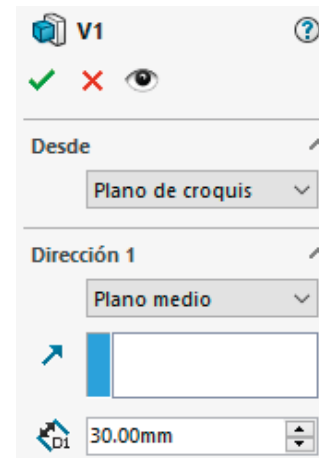 V1
?
Desde
Plano de croquis
Dirección 1
Plano medio
D1 30.00mm